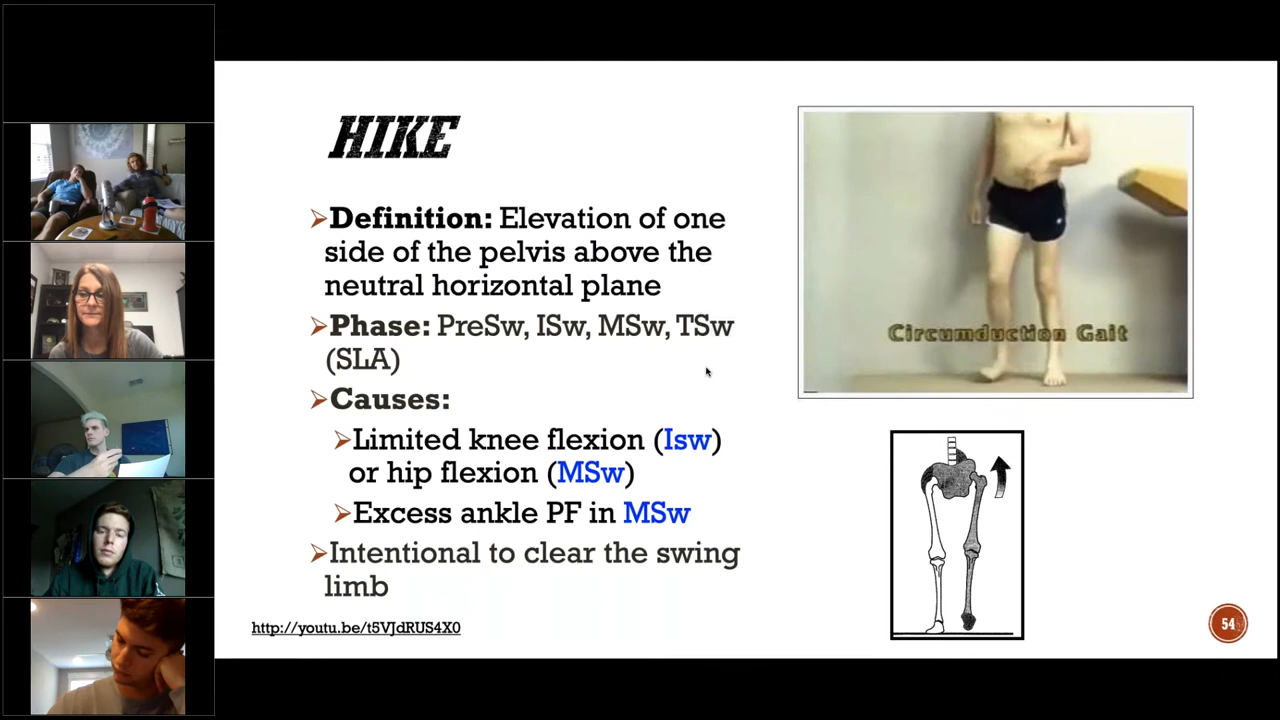 HIKE
➢Definition: Elevation of one
side of the pelvis above the
neutral horizontal plane
➢Phase: PreSw, ISw, MSw, TSw
(SLA)
➢Causes:
➢Limited knee flexion (Isw)
or hip flexion (MSw)
➢Excess ankle PF in MSw
➢Intentional to clear the swing
limb
http://youtu.be/t5VJdRUS4X0
Circumduction Gait
54